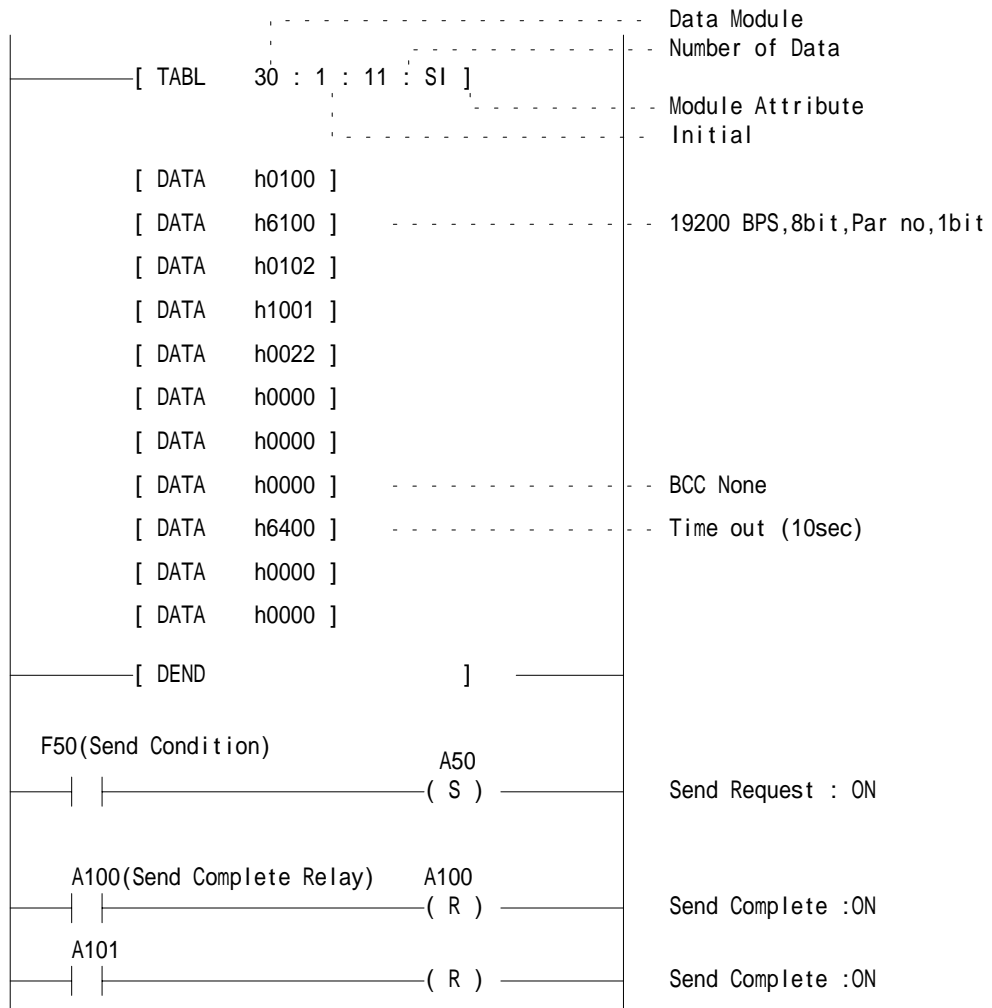 Data Module
Number of Data
[ TABL 30 : 1 : 11 : SI ]
Module Attribute
Initial
[ DATA h0100 ]
[ DATA h6100 ] 19200 BPS,8bit,Par no,1bit
[ DATA h0102 ]
[ DATA h1001 ]
[ DATA h0022 ]
[ DATA h0000 ]
[ DATA h0000 ]
[ DATA h0000 ] BCC None
[ DATA h6400 ] Time out (10sec)
[ DATA h0000 ]
[ DATA h0000 ]
[ DEND ]
F50(Send Condition)
A50
( S ) Send Request : ON
A100(Send Complete Relay) A100
( R ) Send Complete :ON
A101
( R ) Send Complete :ON